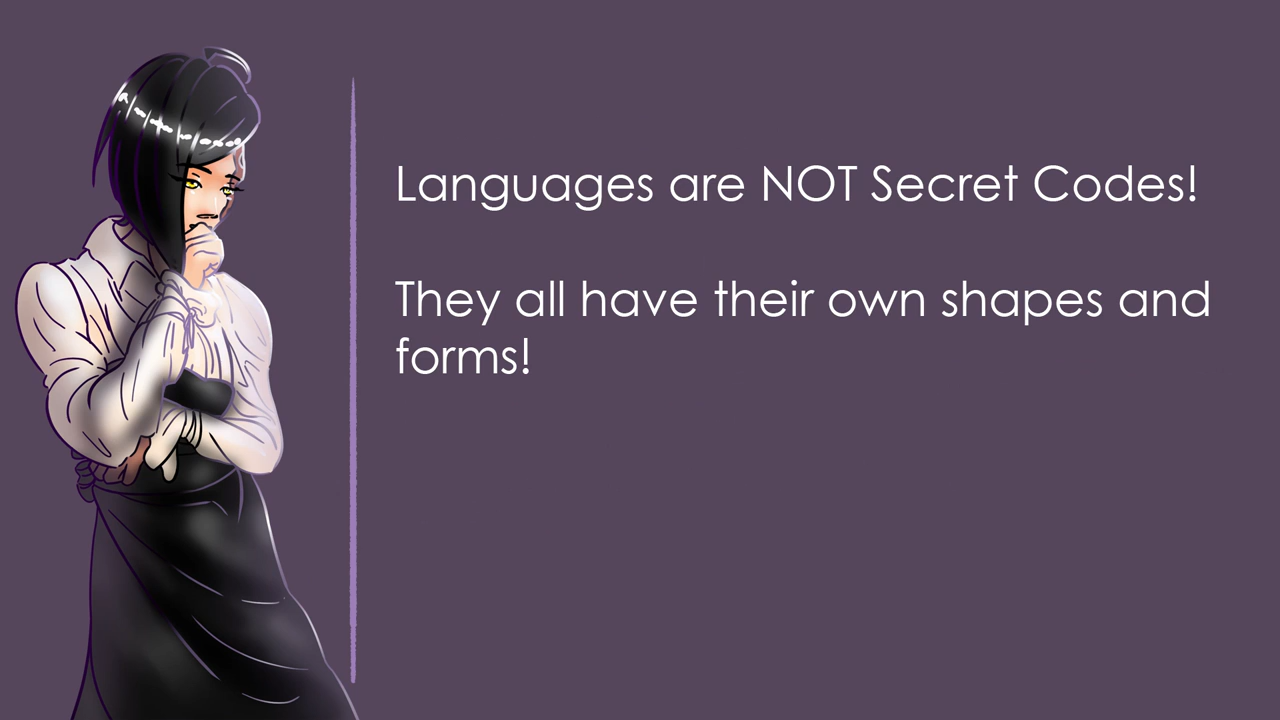 Languages are NOT Secret Codes!
They all have their own shapes and
forms!